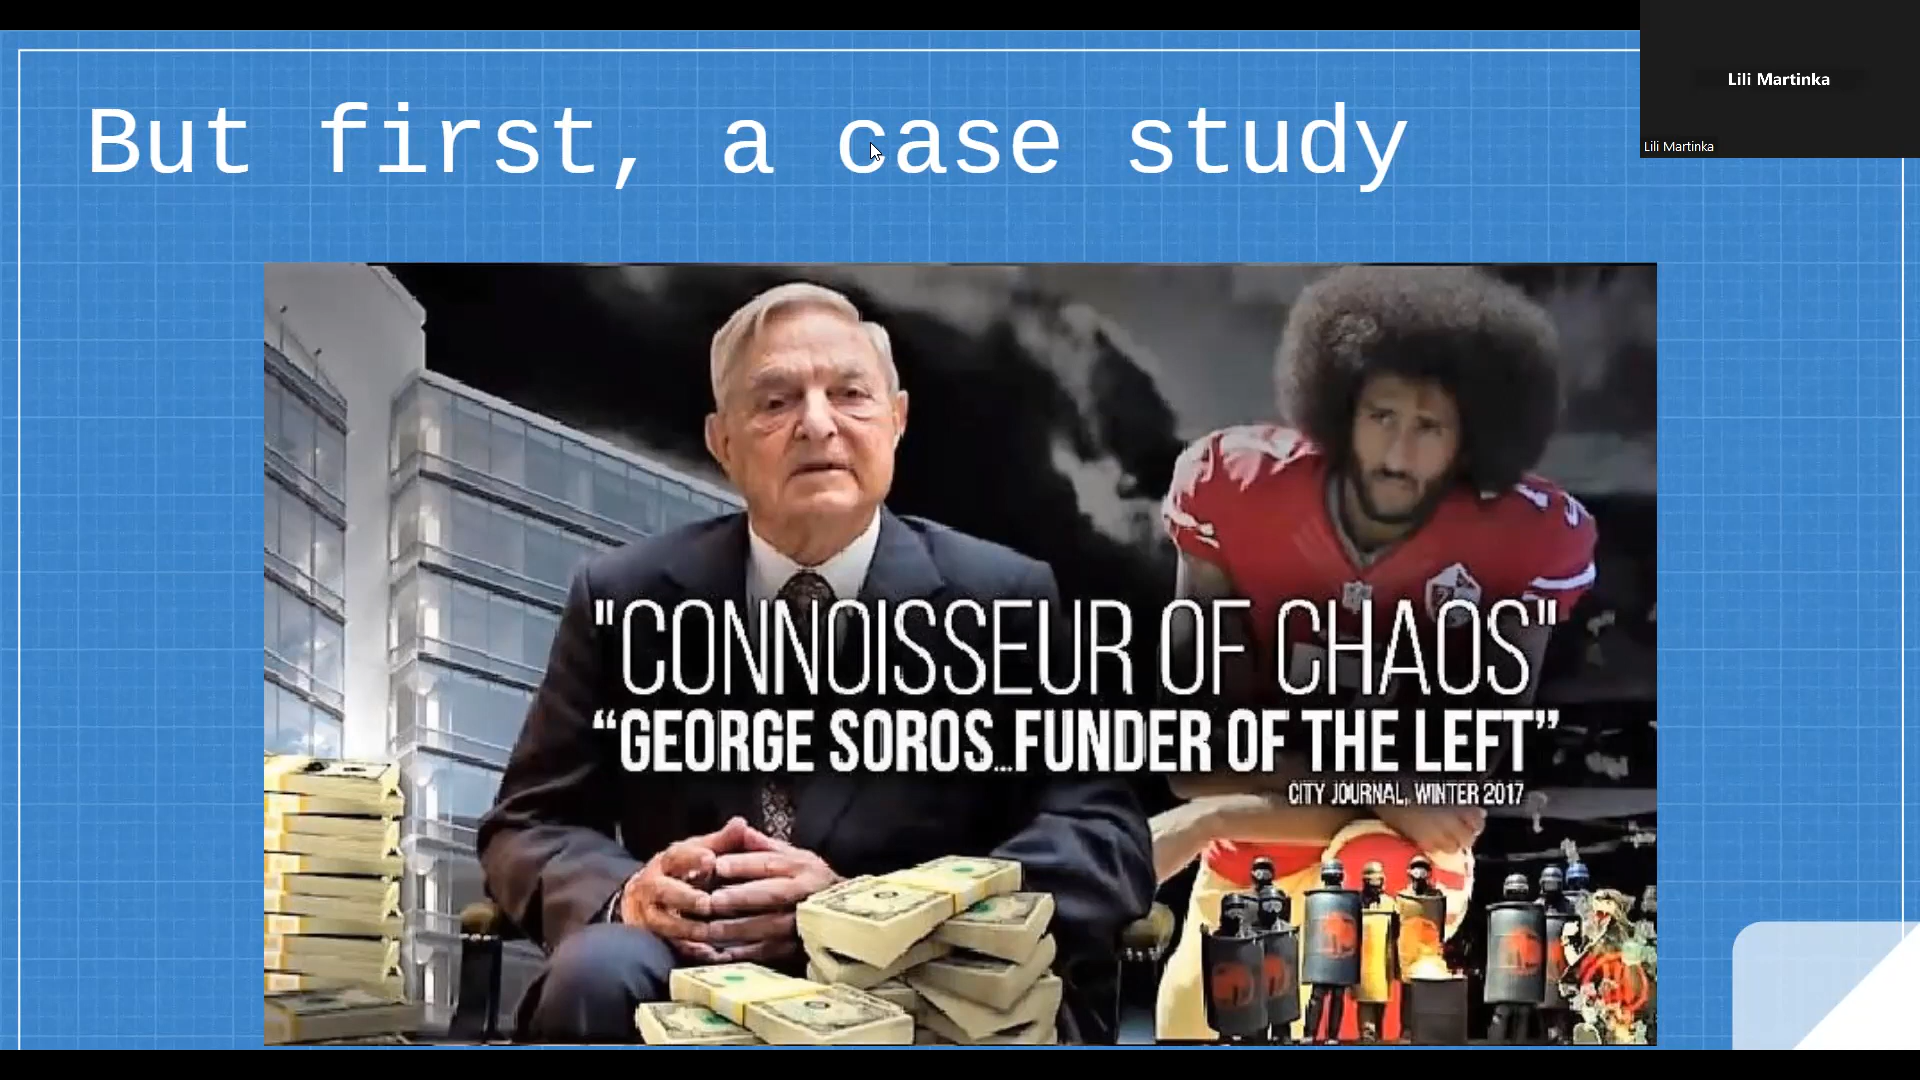 But first, a case study
Lili Martinka
Lili Martinka
"CONNOISSEUR OF CHAOS"
“GEORGE SOROS...FUNDER OF THE LEFT”
CITY JOURNAL, WINTER 2017